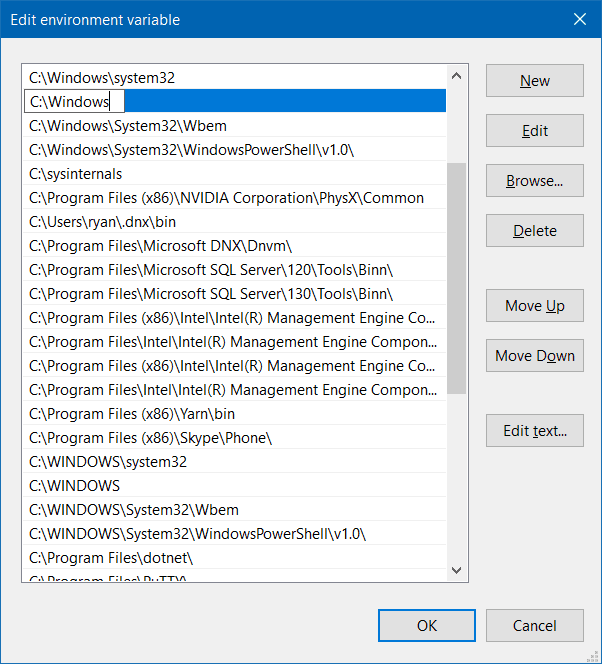 Edit environment variable
C:\Windows\system32
C:\Windows
C:\Windows\System32\Wbem
C:\Windows\System32\WindowsPowerShell\v1.0\
C:\sysinternals
C:\Program Files (x86)\NVIDIA Corporation\PhysX\Common
C:\Users\ryan\.dnx\bin
C:\Program Files\Microsoft DNX\Dnvm\
C:\Program Files\Microsoft SQL Server\120\Tools\Binn\
C:\Program Files\Microsoft SQL Server\130\Tools\Binn\
C:\Program Files (x86)\Intel\Intel(R) Management Engine Co...
C:\Program Files\Intel\Intel(R) Management Engine Compon...
C:\Program Files (x86)\Intel\Intel(R) Management Engine Co...
C:\Program Files\Intel\Intel(R) Management Engine Compon...
C:\Program Files (x86)\Yarn\bin
C:\Program Files (x86)\Skype\Phone\
C:\WINDOWS\system32
C:\WINDOWS
C:\WINDOWS\System32\Wbem
C:\WINDOWS\System32\WindowsPowerShell\v1.0\
C:\Program Files\dotnet\
C:\Program Files\PuTTY\
New
Edit
Browse...
Delete
Move Up
Move Down
Edit text...
OK
Cancel